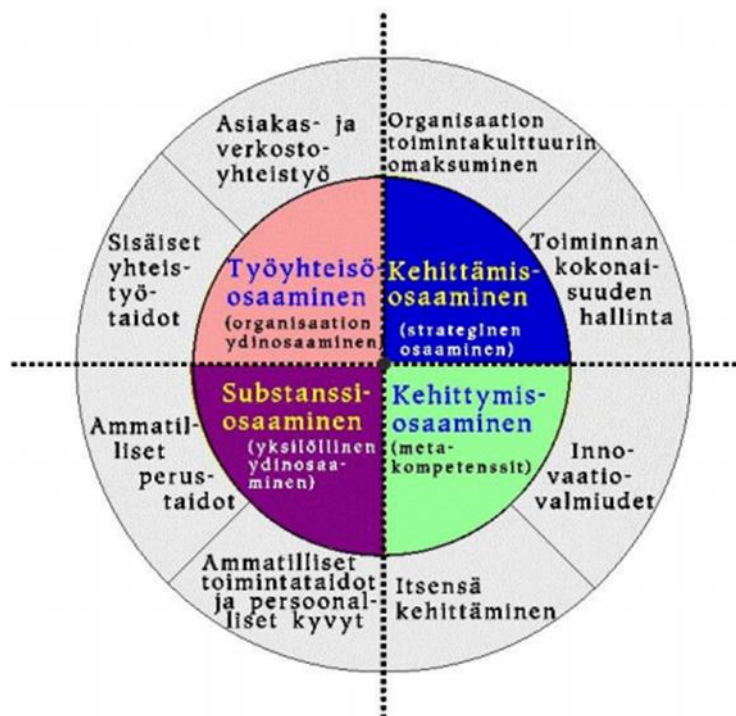 Asiakas- ja
verkosto-
yhteistyö
Organisaation
toimintakulttuurin
omaksuminen
Sisäiset
yhteis-
työ-
taidot
Toiminnan
kokonai-
suuden
hallinta
Työyhteisö-
osaaminen
(organisaation
ydinosaaminen)
Kehittämis-
osaaminen
(strateginen
osaaminen)
Substanssi-
osaaminen
(yksilöllinen
ydinosaa-
minen)
Kehittymis-
osaaminen
(meta-
kompetenssit)
Ammatil-
liset
perus-
taidot
Inno-
vaatio-
valmiudet
Ammatilliset
toimintataidot
ja persoonal-
liset kyvyt
Itsensä
kehittäminen